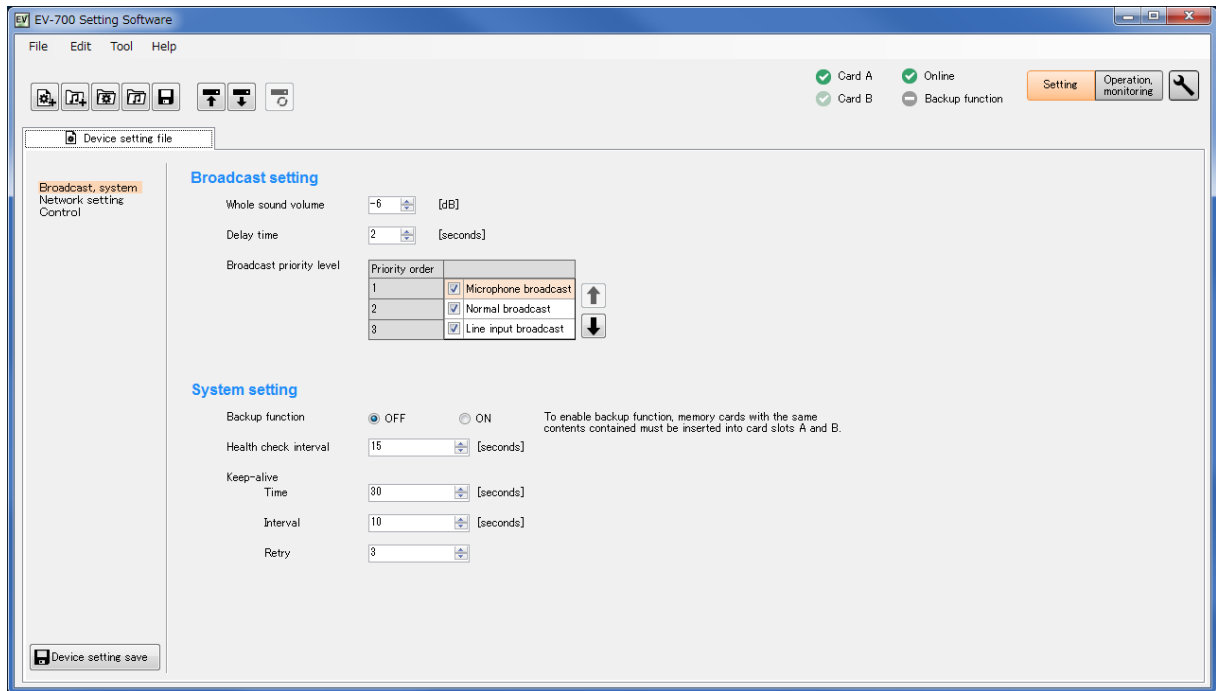 EV EV-700 Setting Software
File Edit Tool Help
Card A Online
Card B Backup function
Setting
Operation,
monitoring
Device setting file
Broadcast, system
Network setting
Control
Broadcast setting
Whole sound volume -6 [dB]
Delay time 2 [seconds]
Broadcast priority level
Priority order
1 Microphone broadcast
2 Normal broadcast
3 Line input broadcast
System setting
Backup function OFF ON
To enable backup function, memory cards with the same
contents contained must be inserted into card slots A and B.
Health check interval 15 [seconds]
Keep-alive
Time 30 [seconds]
Interval 10 [seconds]
Retry 3
Device setting save